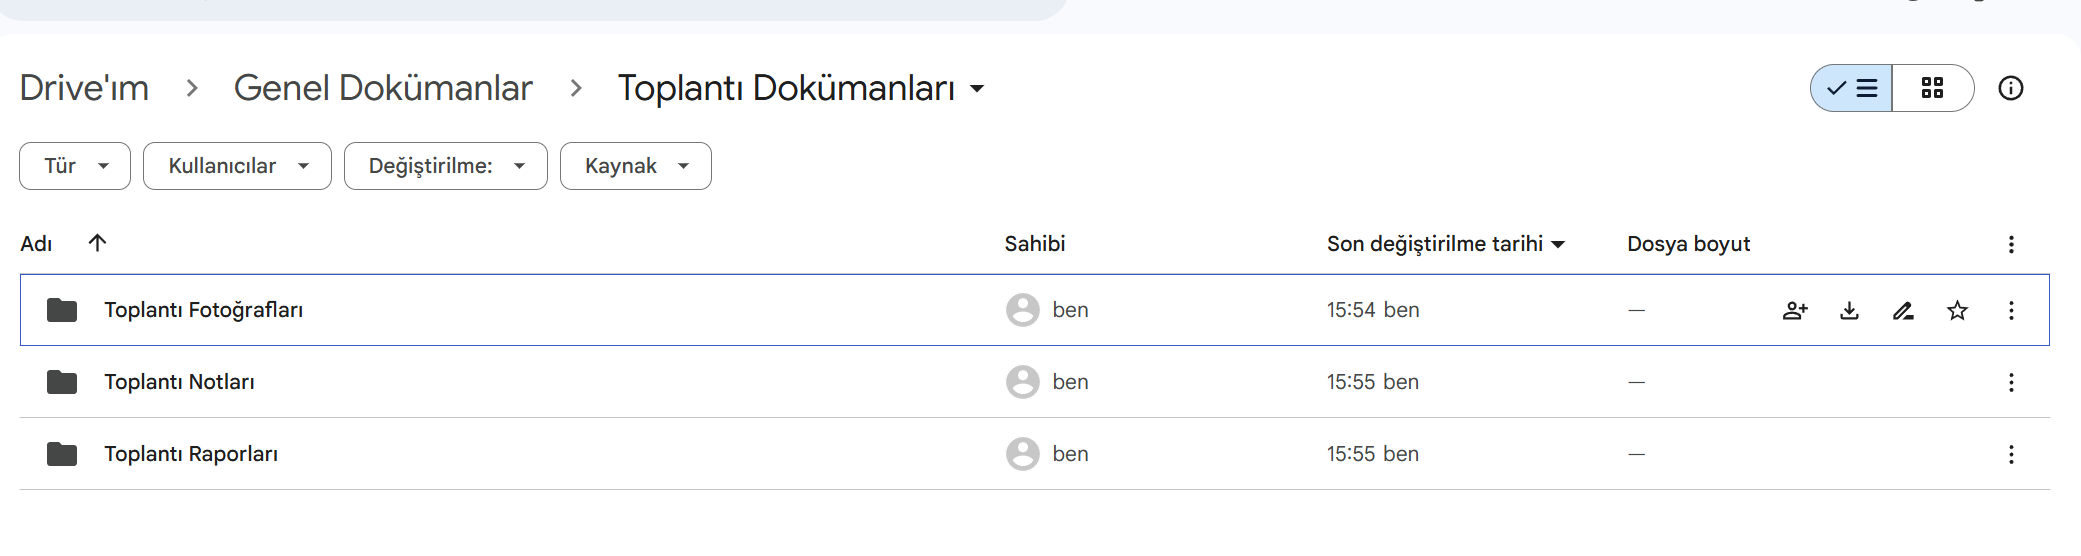 Drive'ım > Genel Dokümanlar > Toplantı Dokümanları
Tür Kullanıcılar Değiştirilme: Kaynak
Adı Sahibi Son değiştirilme tarihi Dosya boyut
Toplantı Fotoğrafları ben 15:54 ben —
Toplantı Notları ben 15:55 ben —
Toplantı Raporları ben 15:55 ben —